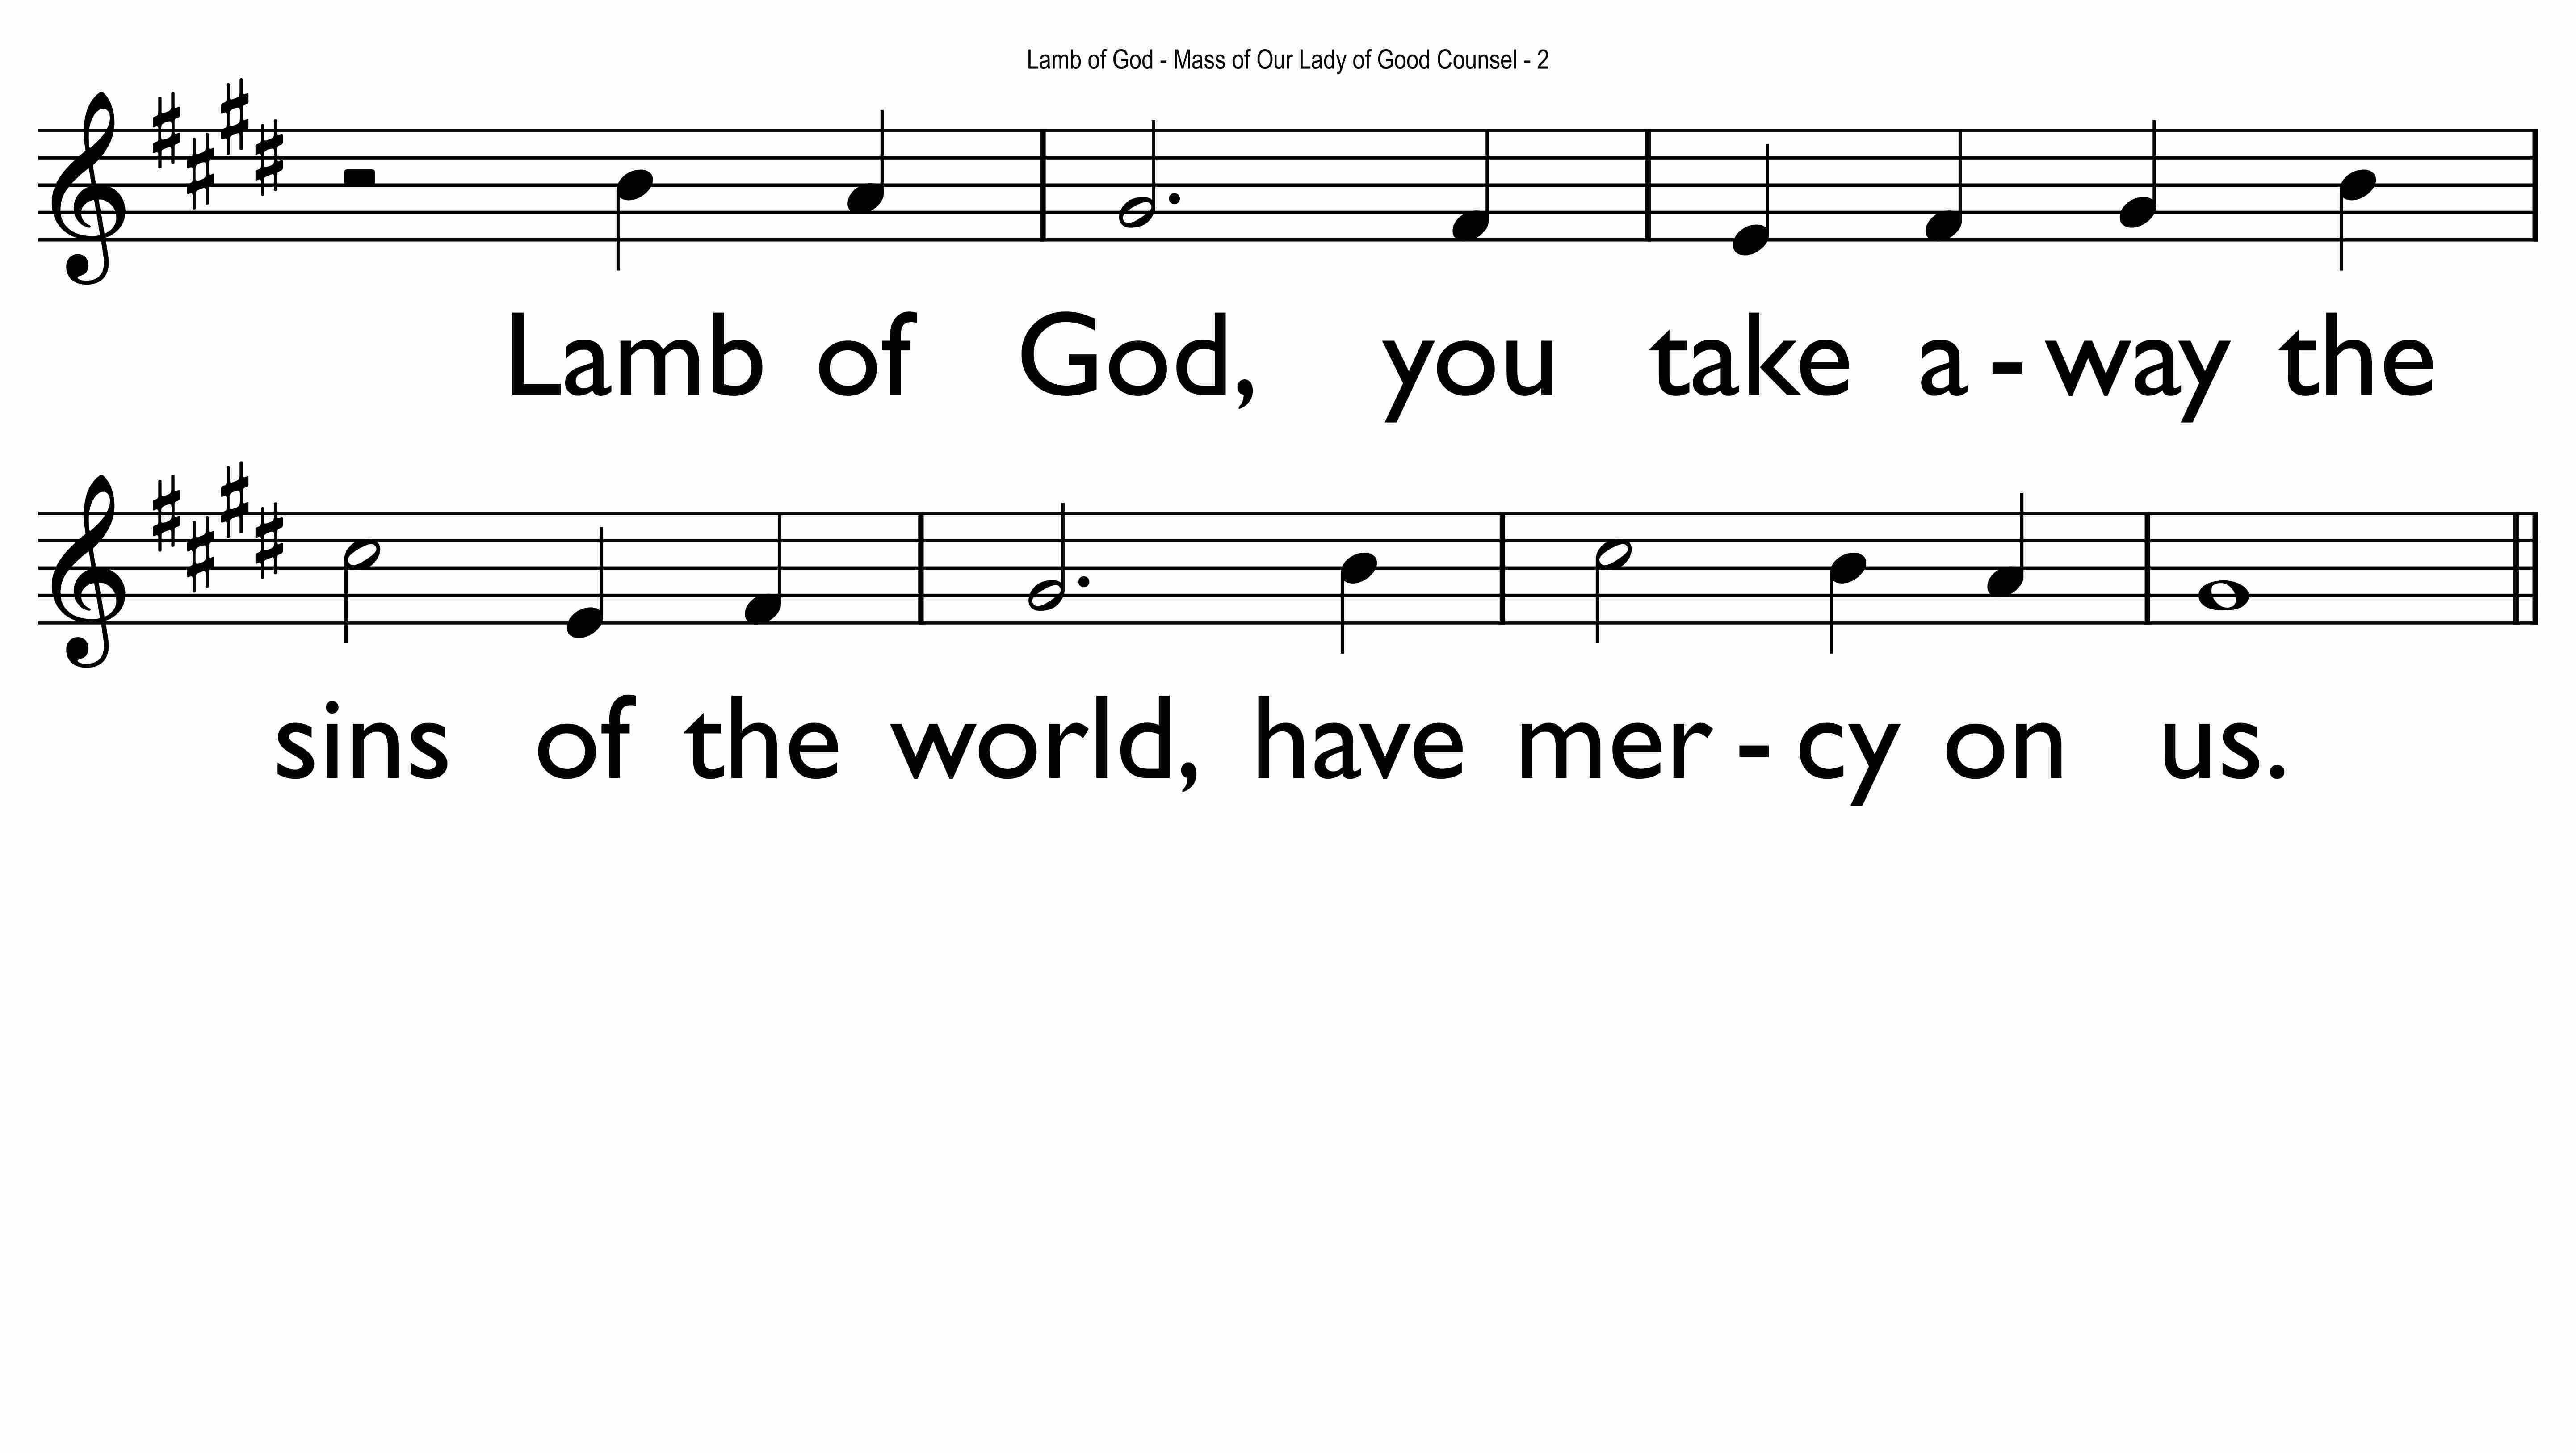 Lamb of God - Mass of Our Lady of Good Counsel - 2
Lamb of God, you take a - way the
sins of the world, have mer - cy on us.